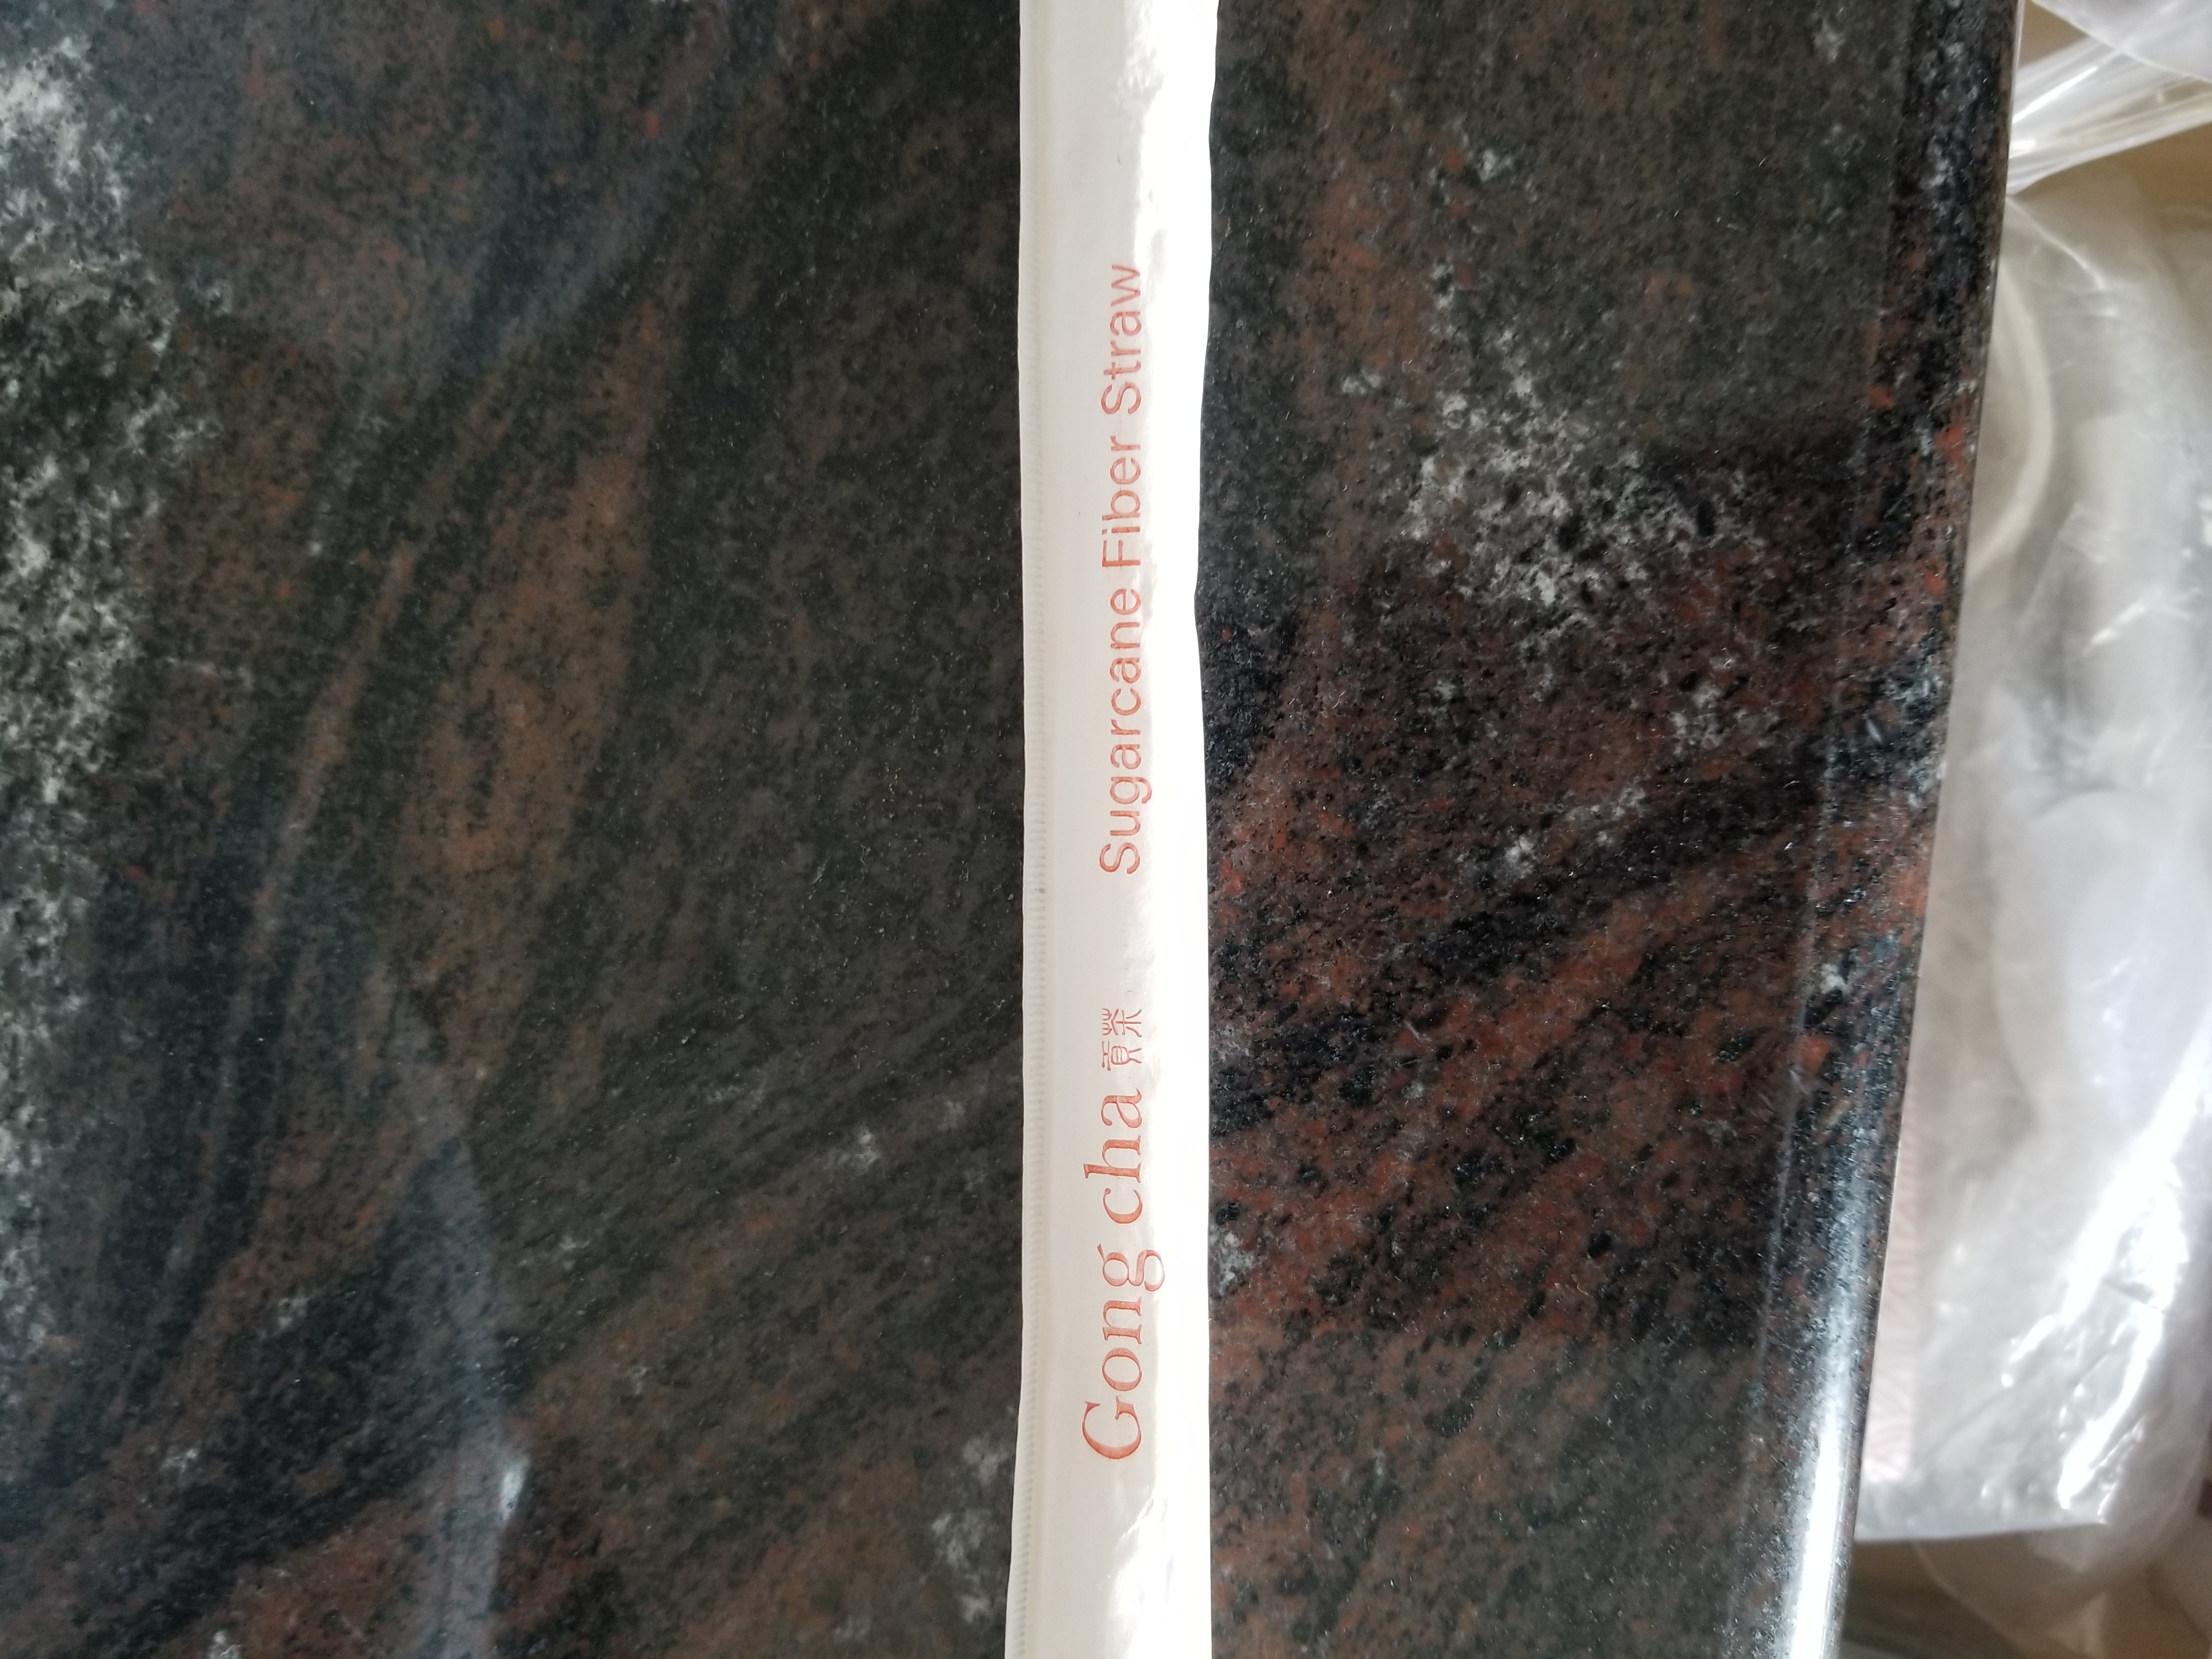 Gong cha 貢茶 Sugarcane Fiber Straw